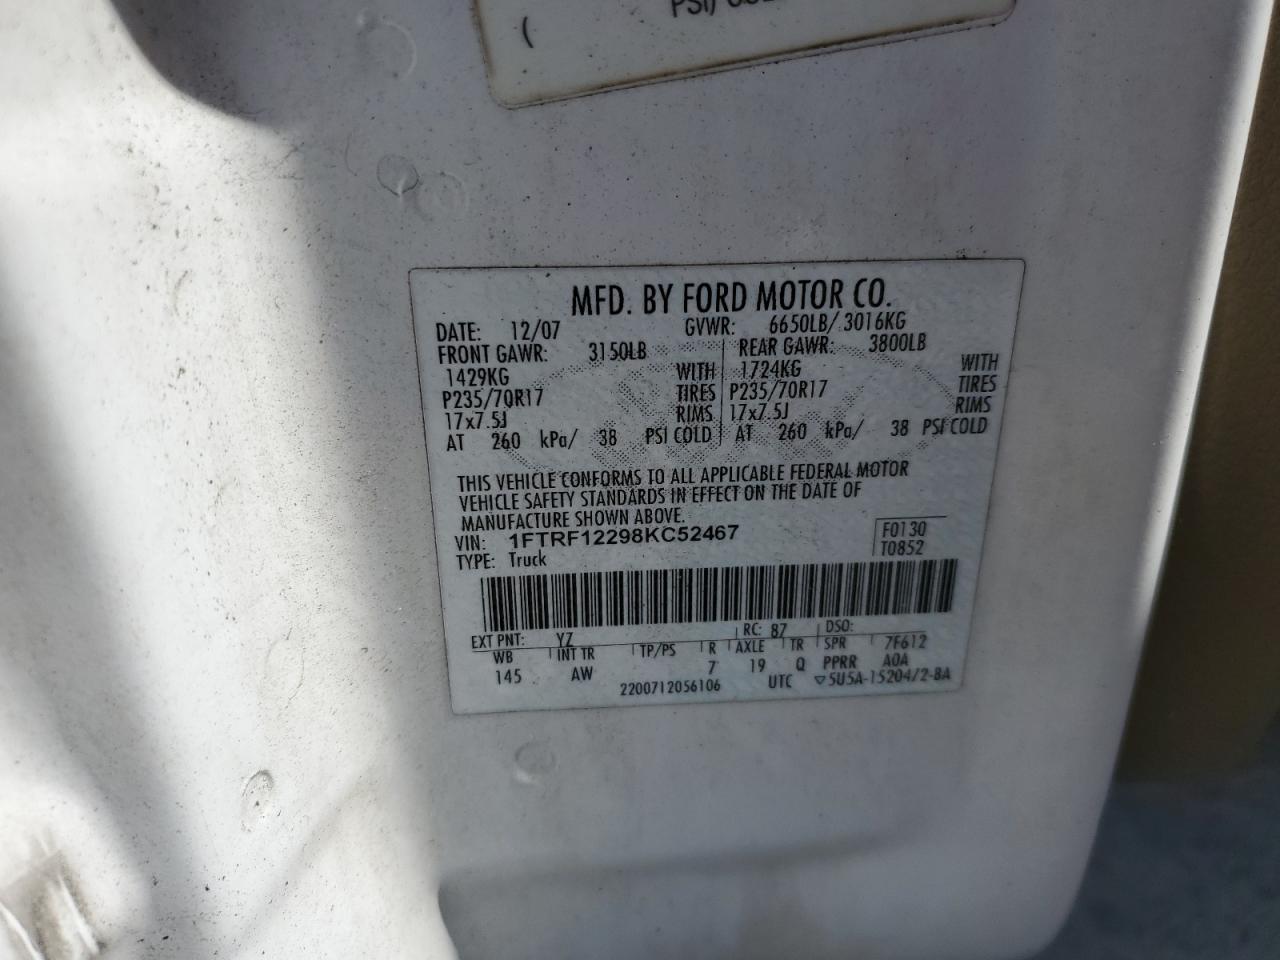 (
MFD. BY FORD MOTOR CO.
DATE: 12/07 GVWR: 6650LB/ 3016KG
FRONT GAWR: 3150LB REAR GAWR: 3800LB
1429KG WITH 1724KG WITH
P235/70R17 TIRES P235/70R17 TIRES
17x7.5J RIMS 17x7.5J RIMS
AT 260 kPa/ 38 PSI COLD AT 260 kPa/ 38 PSI COLD
THIS VEHICLE CONFORMS TO ALL APPLICABLE FEDERAL MOTOR
VEHICLE SAFETY STANDARDS IN EFFECT ON THE DATE OF
MANUFACTURE SHOWN ABOVE.
VIN: 1FTRF12298KC52467 F0130
TYPE: Truck T0852
EXT PNT: YZ RC: 87 DSO:
WB INT TR TP/PS R AXLE TR SPR 7F612
145 AW 7 19 Q PPRR AOA
2200712056106 UTC ▽5U5A-15204/2-BA